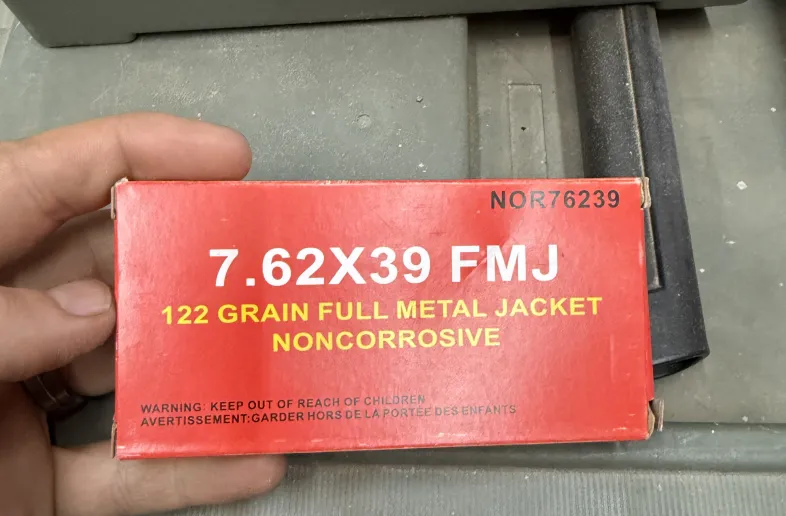 NOR76239
7.62X39 FMJ
122 GRAIN FULL METAL JACKET
NONCORROSIVE
WARNING: KEEP OUT OF REACH OF CHILDREN
AVERTISSEMENT:GARDER HORS DE LA PORTÉE DES ENFANTS